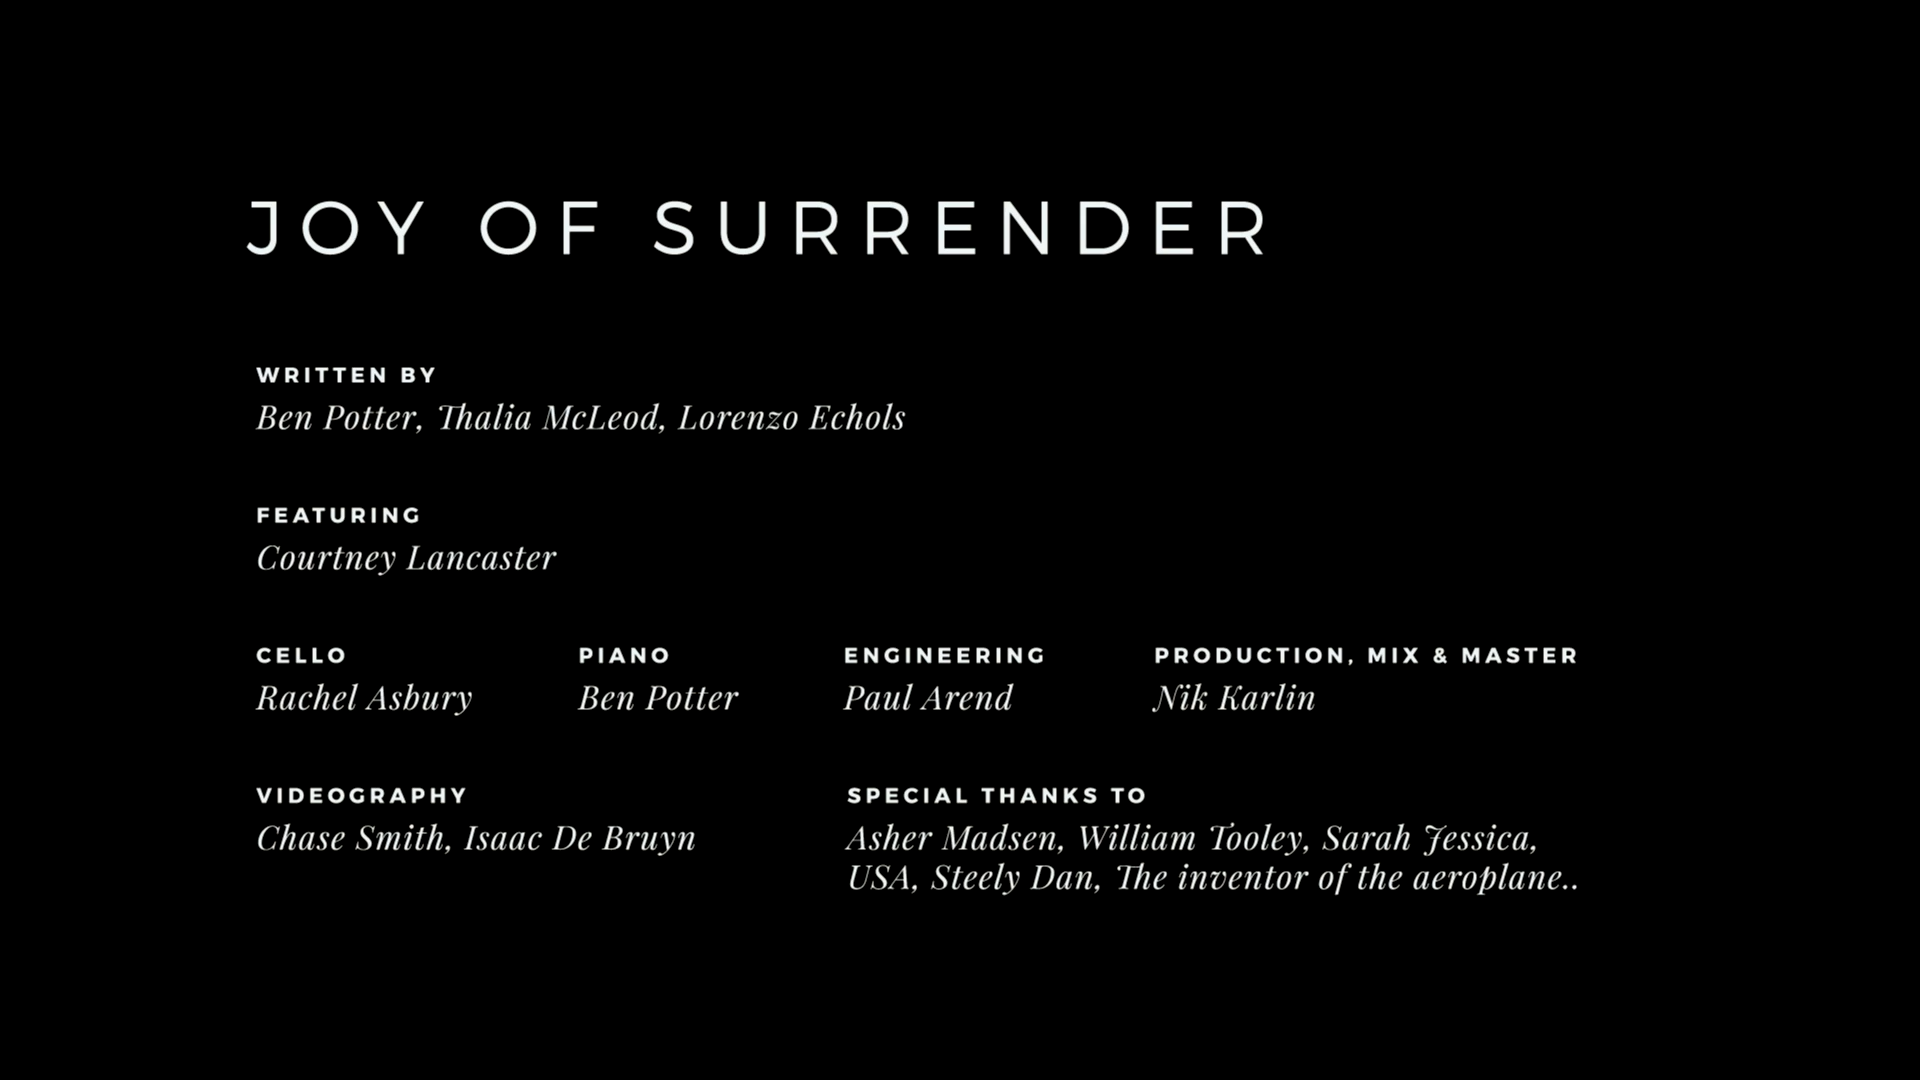 JOY OF SURRENDER
WRITTEN BY
Ben Potter, Thalia McLeod, Lorenzo Echols
FEATURING
Courtney Lancaster
CELLO
Rachel Asbury
PIANO
Ben Potter
ENGINEERING
Paul Arend
PRODUCTION, MIX & MASTER
Nik Karlin
VIDEOGRAPHY
Chase Smith, Isaac De Bruyn
SPECIAL THANKS TO
Asher Madsen, William Tooley, Sarah Jessica,
USA, Steely Dan, The inventor of the aeroplane..